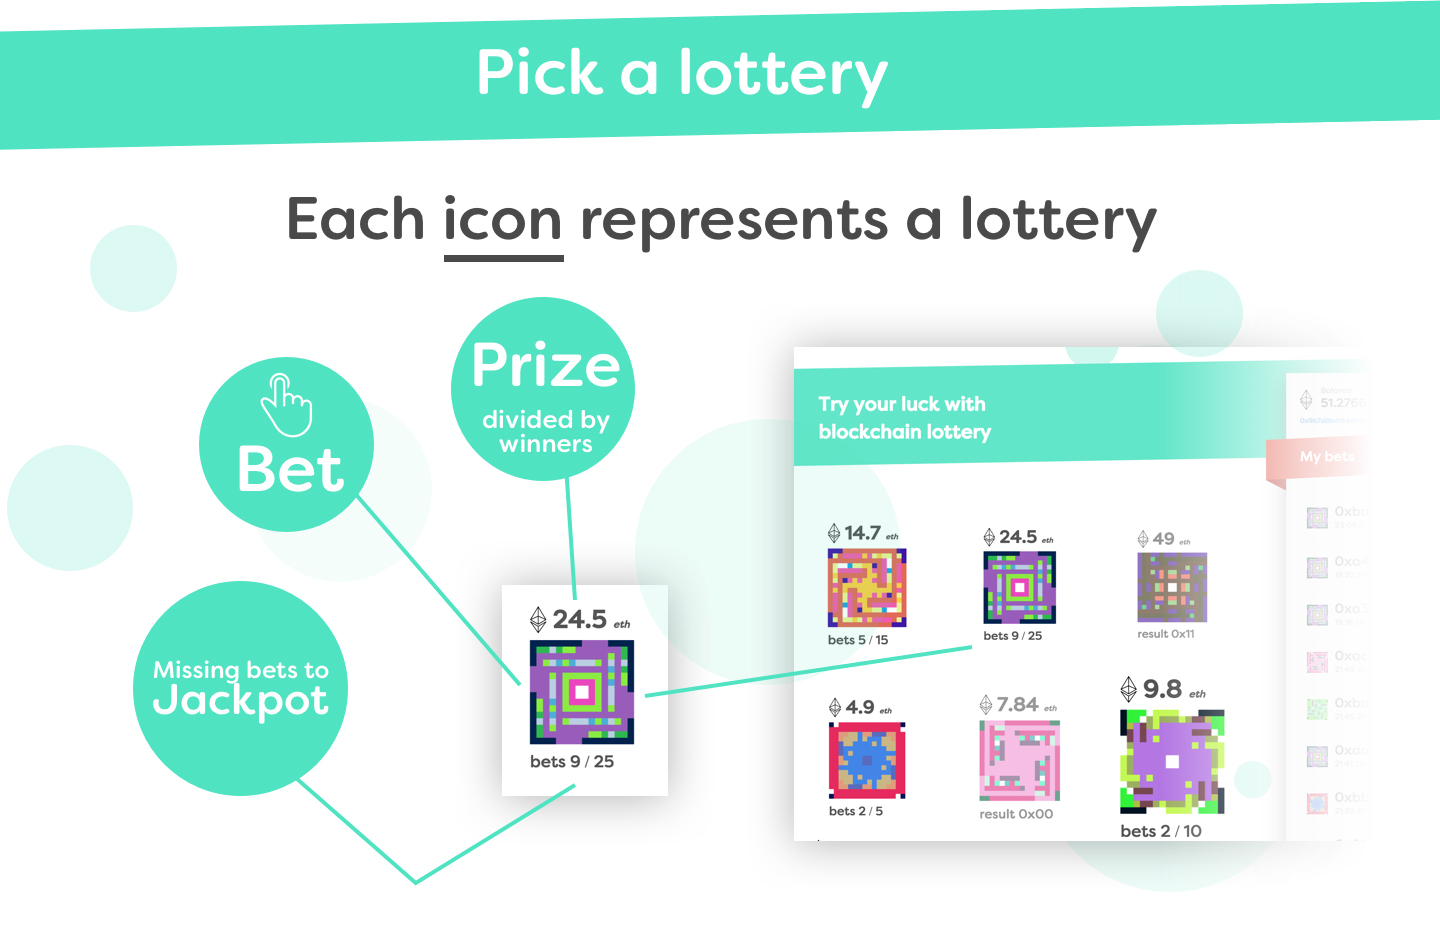 Pick a lottery
Each icon represents a lottery
Prize
divided by
winners
Bet
Missing bets to
Jackpot
24.5 eth
bets 9 / 25
Try your luck with
blockchain lottery
14.7 eth
bets 5 / 15
24.5 eth
bets 9 / 25
49 eth
result 0x11
4.9 eth
bets 2 / 5
7.84 eth
result 0x00
9.8 eth
bets 2 / 10
Balance
51.2766
My bets